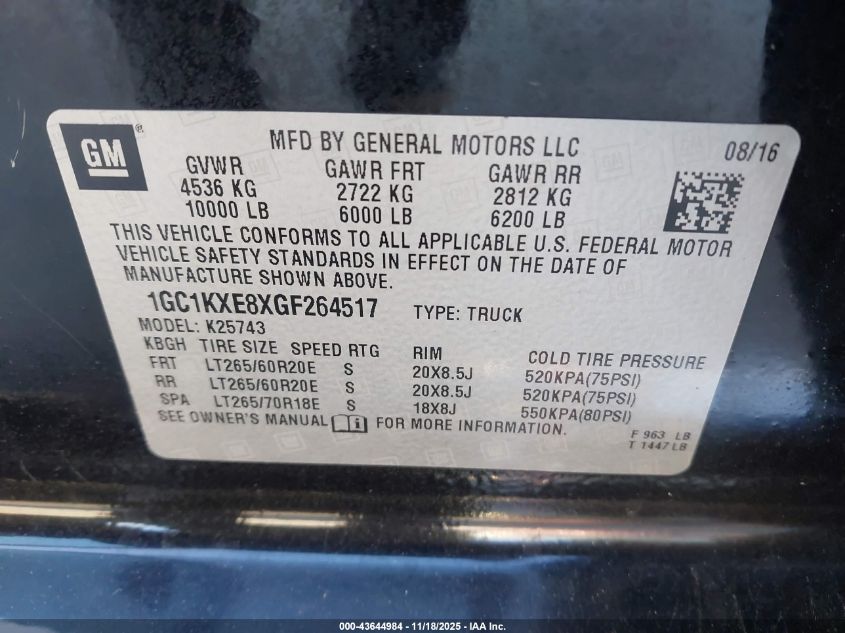 GM
®
MFD BY GENERAL MOTORS LLC 08/16
GVWR GAWR FRT GAWR RR
4536 KG 2722 KG 2812 KG
10000 LB 6000 LB 6200 LB
THIS VEHICLE CONFORMS TO ALL APPLICABLE U.S. FEDERAL MOTOR
VEHICLE SAFETY STANDARDS IN EFFECT ON THE DATE OF
MANUFACTURE SHOWN ABOVE.
1GC1KXE8XGF264517 TYPE: TRUCK
MODEL: K25743
KBGH TIRE SIZE SPEED RTG RIM COLD TIRE PRESSURE
FRT LT265/60R20E S 20X8.5J 520KPA(75PSI)
RR LT265/60R20E S 20X8.5J 520KPA(75PSI)
SPA LT265/70R18E S 18X8J 550KPA(80PSI)
SEE OWNER'S MANUAL FOR MORE INFORMATION.
F 963 LB
T 1447 LB
000-43644984 - 11/18/2025 - IAA Inc.